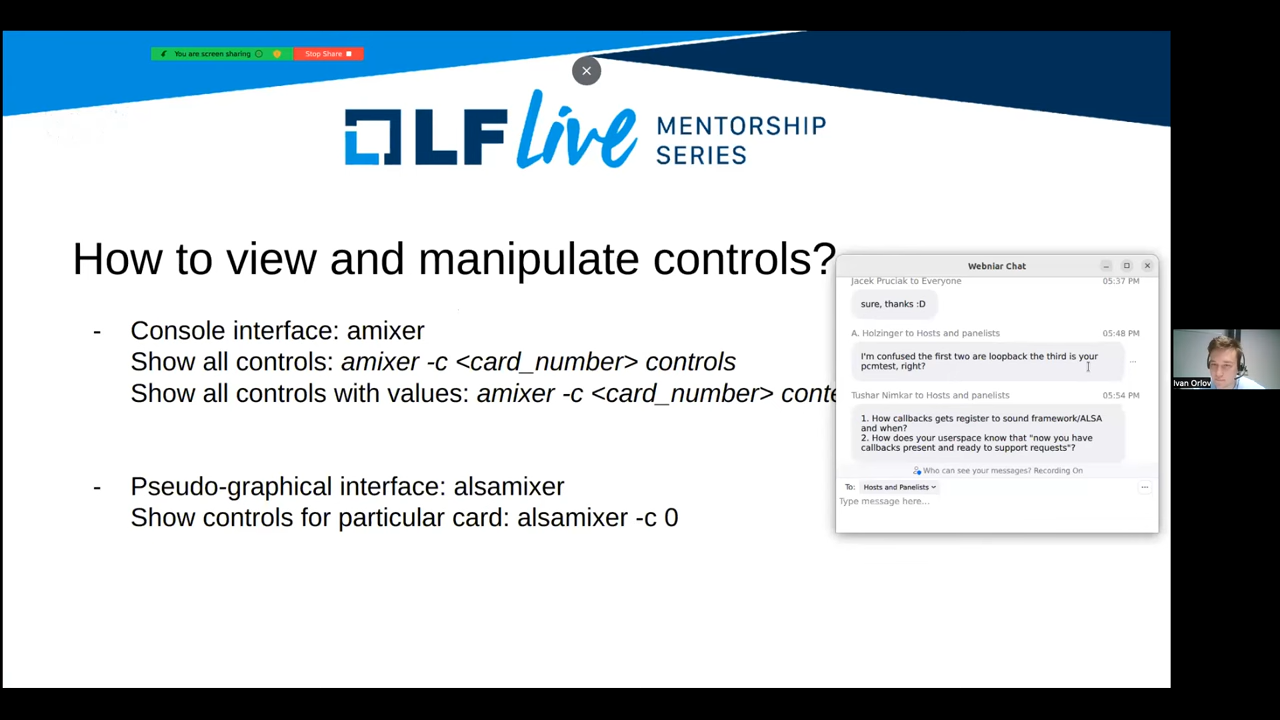 You are screen sharing
Stop Share
LF live MENTORSHIP
SERIES
How to view and manipulate controls?
- Console interface: amixer
Show all controls: amixer -c <card_number> controls
Show all controls with values: amixer -c <card_number> conte
- Pseudo-graphical interface: alsamixer
Show controls for particular card: alsamixer -c 0
Webniar Chat
Jacek Pruciak to Everyone 05:37 PM
sure, thanks :D
A. Holzinger to Hosts and panelists 05:48 PM
I'm confused the first two are loopback the third is your
pcmtest, right?
Tushar Nimkar to Hosts and panelists 05:54 PM
1. How callbacks gets register to sound framework/ALSA
and when?
2. How does your userspace know that "now you have
callbacks present and ready to support requests"?
Who can see your messages? Recording On
To: Hosts and Panelists
Type message here...
Ivan Orlov